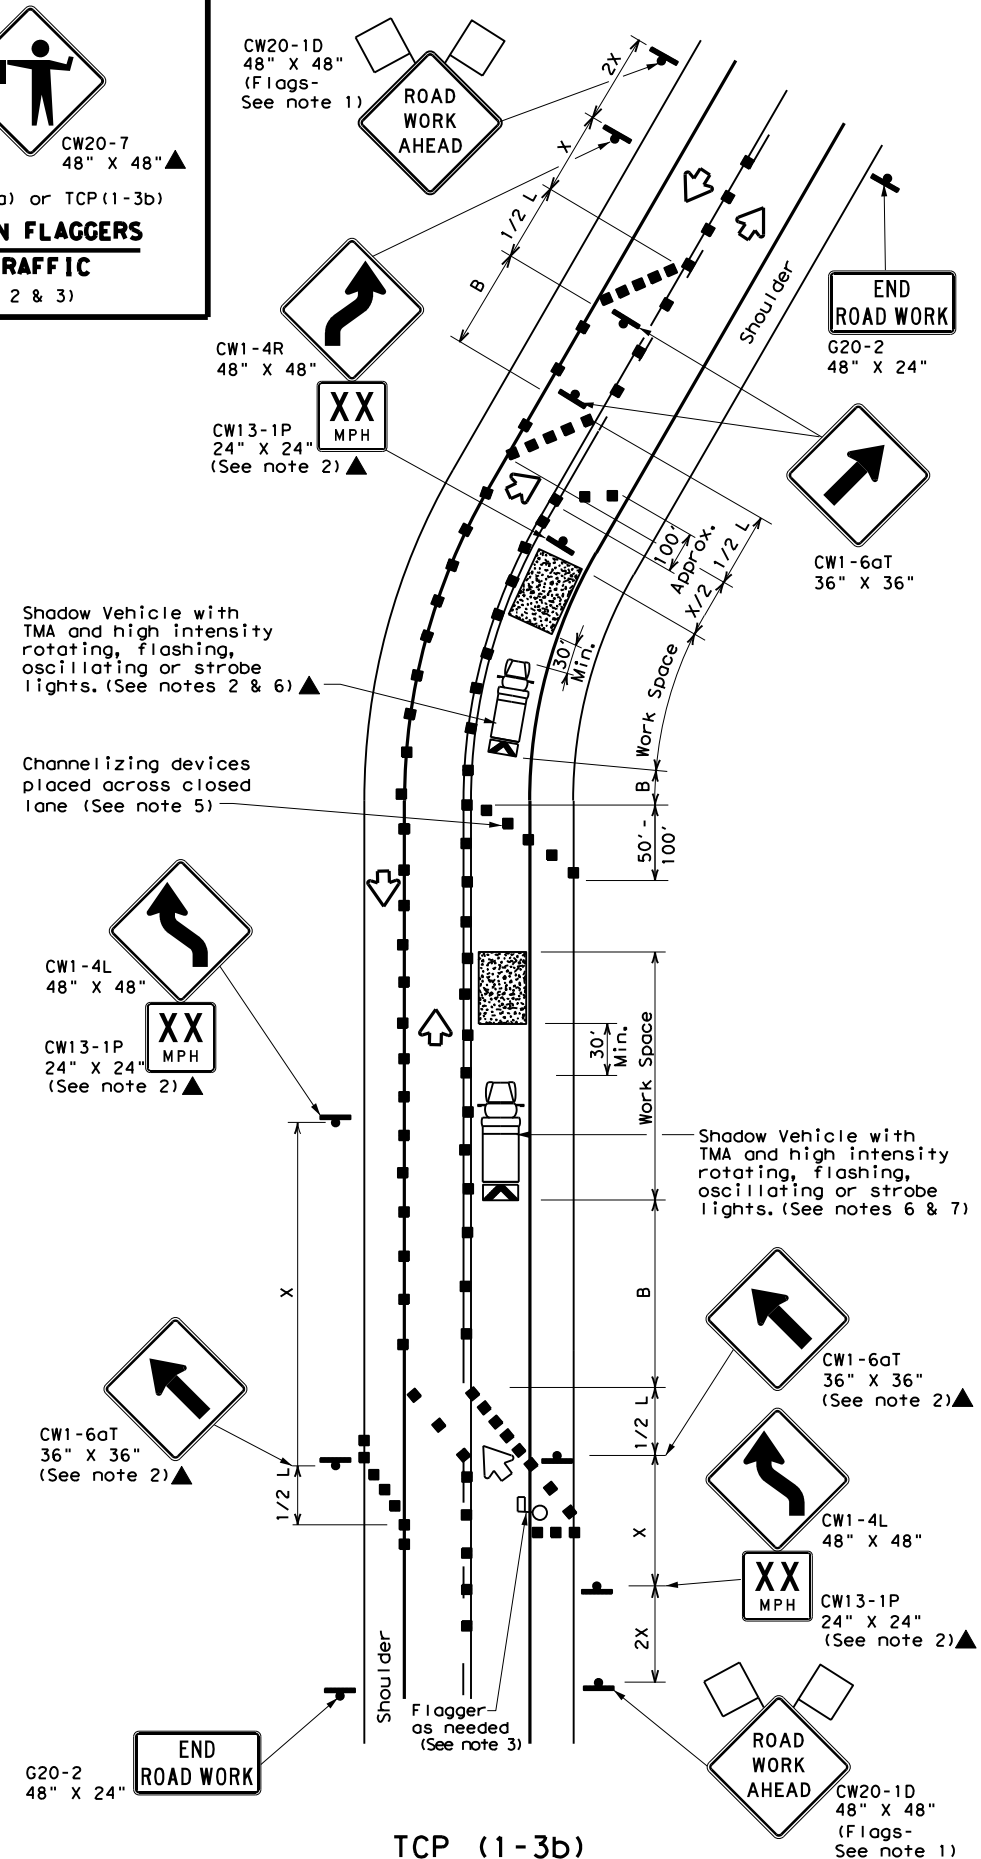 CW20-7
48" X 48"▲
a) or TCP(1-3b)
N FLAGGERS
RAFFIC
2 & 3)
CW20-1D
48" X 48"
(Flags-
See note 1)
ROAD
WORK
AHEAD
2X
X
1/2 L
B
CW1-4R
48" X 48"
XX
MPH
CW13-1P
24" X 24"
(See note 2)▲
Shoulder
END
ROAD WORK
G20-2
48" X 24"
CW1-6aT
36" X 36"
100'
Approx.
1/2 L
X/2
30'
Min.
Work Space
B
50' -
100'
Shadow Vehicle with
TMA and high intensity
rotating, flashing,
oscillating or strobe
lights. (See notes 2 & 6)▲
Channelizing devices
placed across closed
lane (See note 5)
CW1-4L
48" X 48"
XX
MPH
CW13-1P
24" X 24"
(See note 2)▲
30'
Min.
Work Space
Shadow Vehicle with
TMA and high intensity
rotating, flashing,
oscillating or strobe
lights. (See notes 6 & 7)
X
B
CW1-6aT
36" X 36"
(See note 2)▲
1/2 L
CW1-6aT
36" X 36"
(See note 2)▲
1/2 L
X
CW1-4L
48" X 48"
XX
MPH
CW13-1P
24" X 24"
(See note 2)▲
2X
Shoulder
Flagger
as needed
(See note 3)
END
ROAD WORK
G20-2
48" X 24"
ROAD
WORK
AHEAD
CW20-1D
48" X 48"
(Flags-
See note 1)
TCP (1-3b)